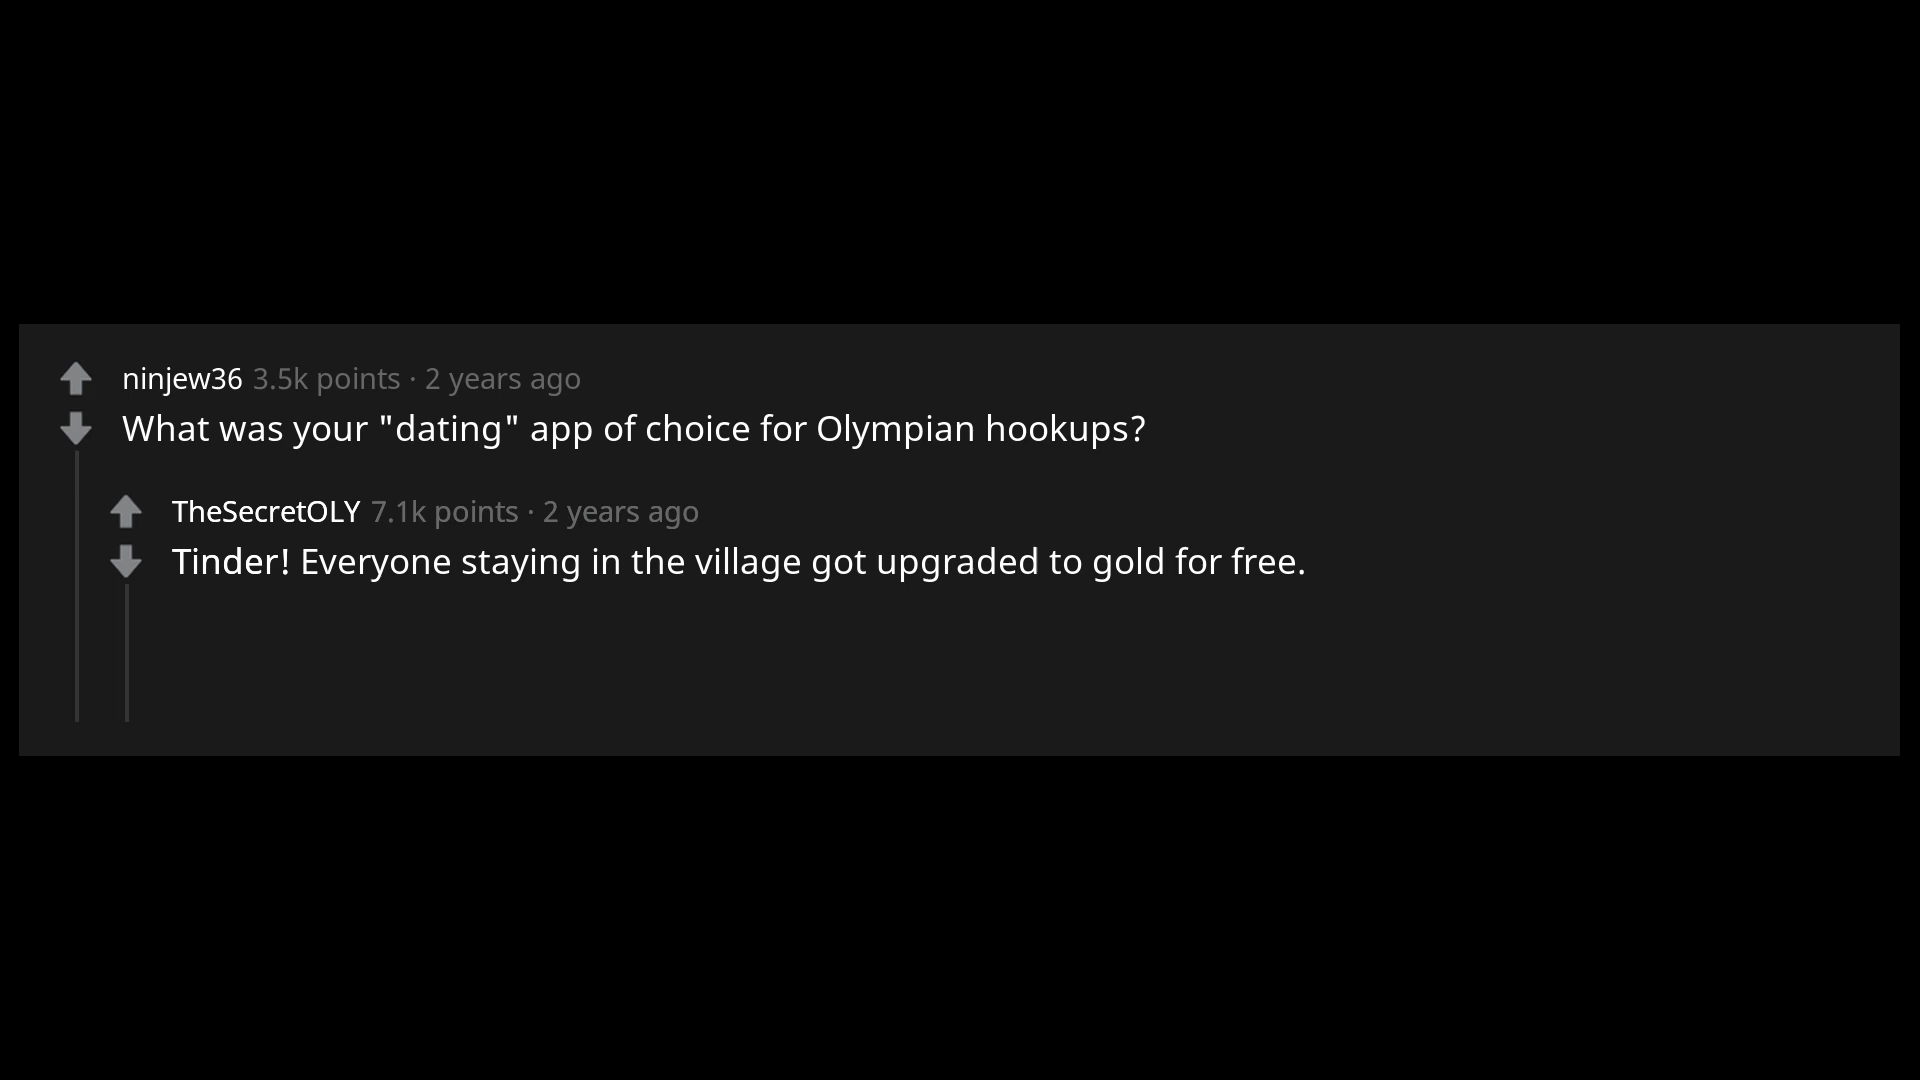 ninjew36 3.5k points · 2 years ago
What was your "dating" app of choice for Olympian hookups?
TheSecretOLY 7.1k points · 2 years ago
Tinder! Everyone staying in the village got upgraded to gold for free.